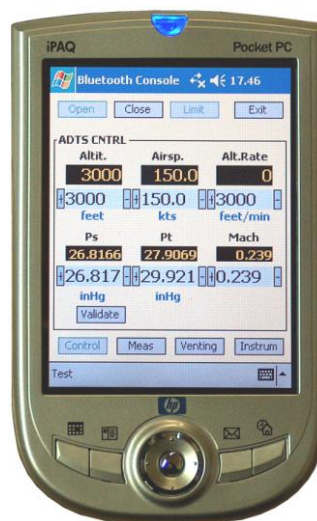 iPAQ Pocket PC
Bluetooth Console 17.46
Open Close Limit Exit
ADTS CNTRL
Altit. Airsp. Alt.Rate
3000 150.0 0
3000 150.0 3000
feet kts feet/min
Ps Pt Mach
26.8166 27.9069 0.239
26.817 29.921 0.239
inHg inHg
Validate
Control Meas Venting Instrum
Test
hp